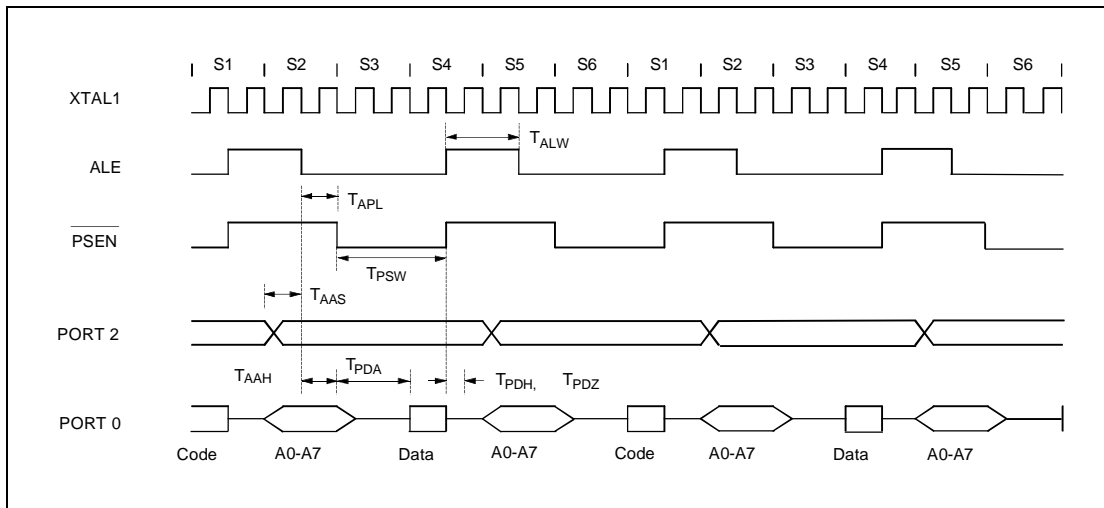 S1 S2 S3 S4 S5 S6 S1 S2 S3 S4 S5 S6
XTAL1
TALW
ALE
TAPL
PSEN
TPSW
TAAS
PORT 2
TAAH TPDA TPDH, TPDZ
PORT 0
Code A0-A7 Data A0-A7 Code A0-A7 Data A0-A7